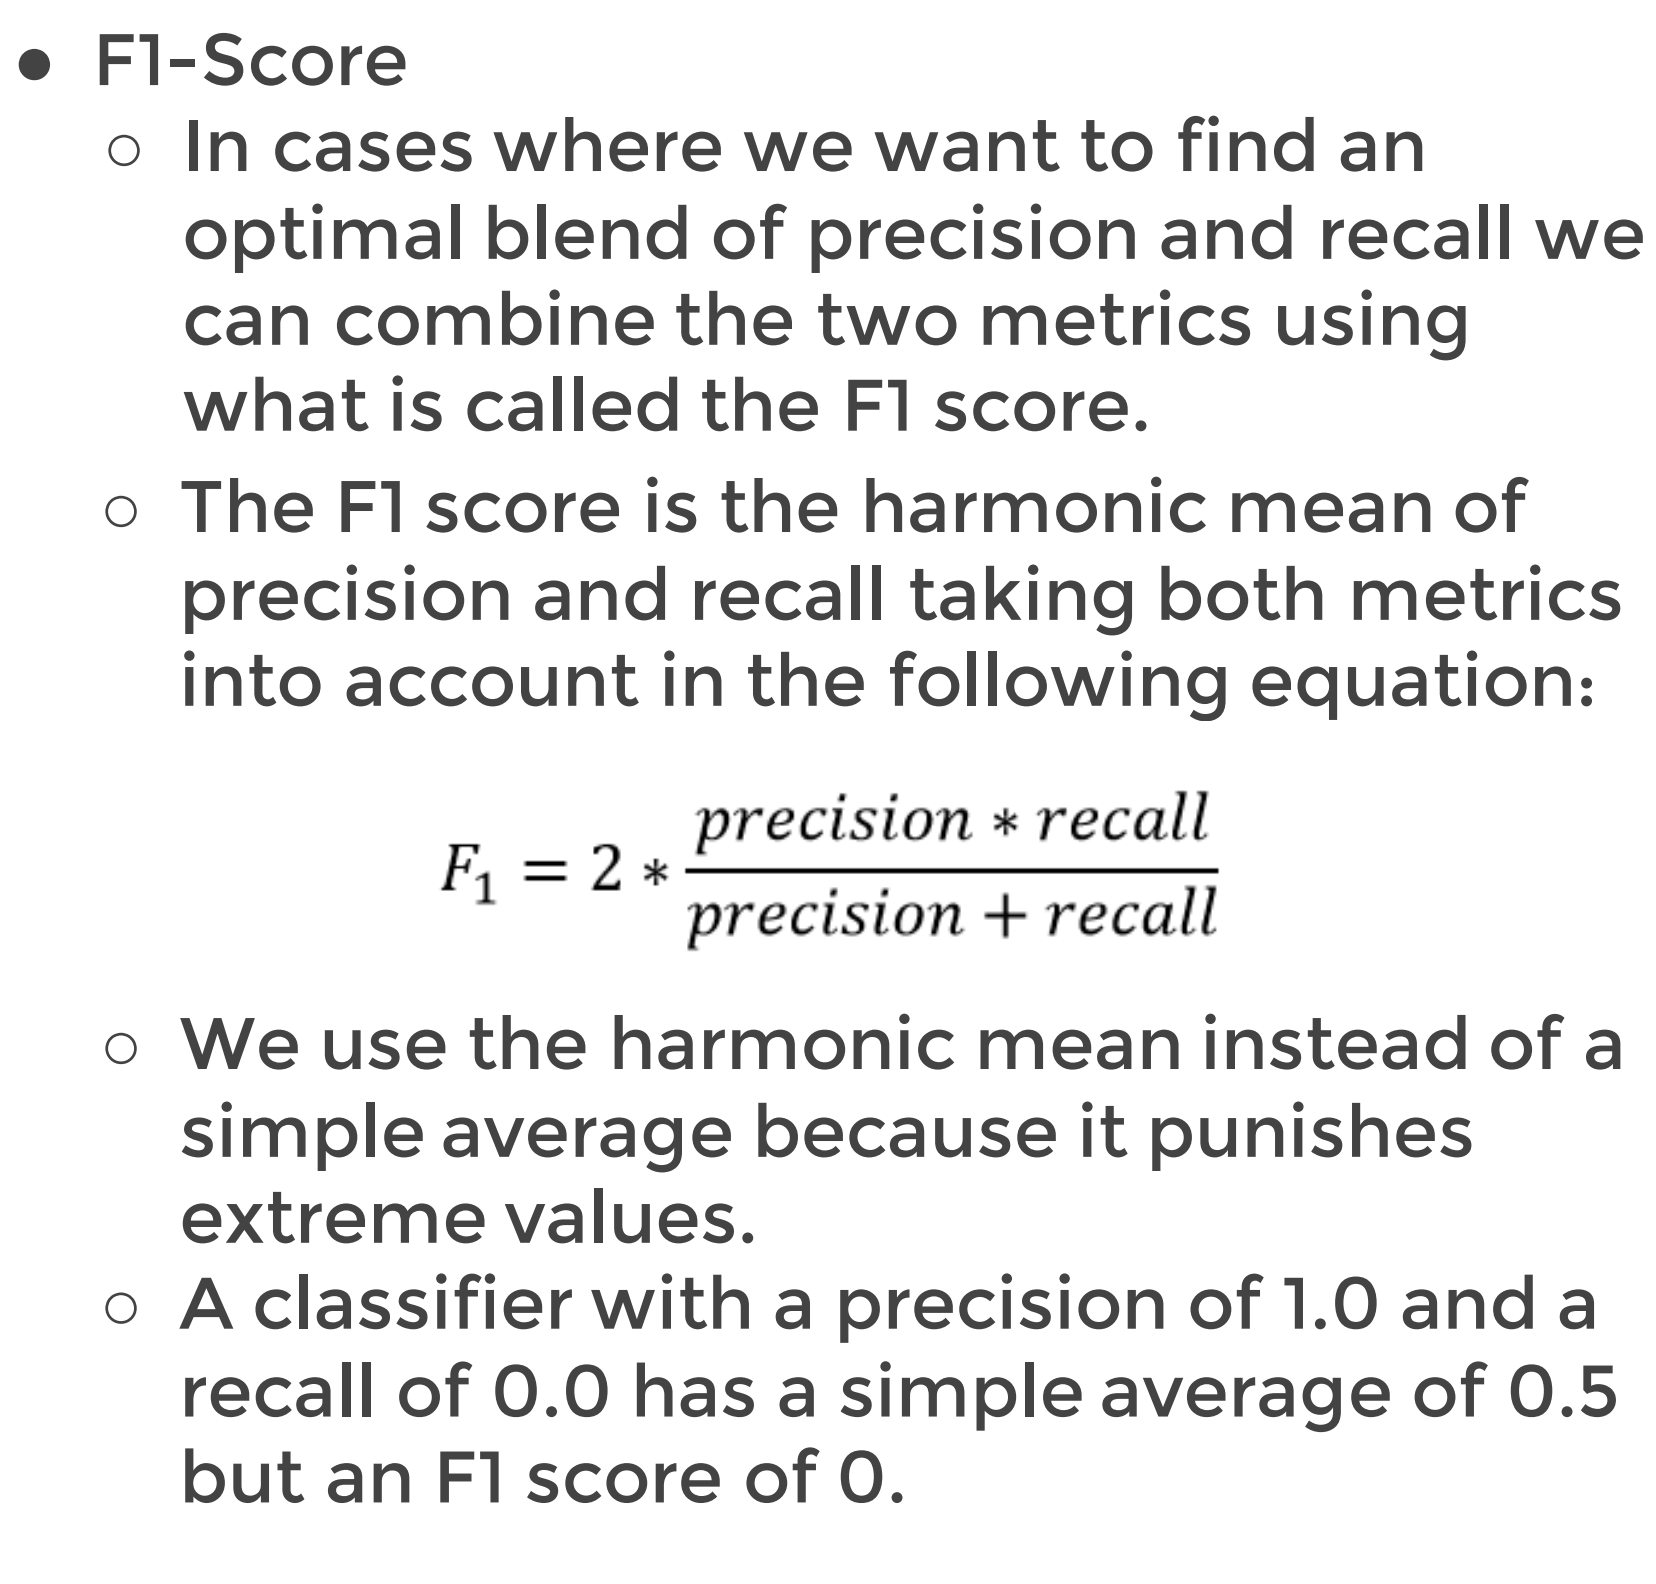 ● F1-Score
○ In cases where we want to find an
optimal blend of precision and recall we
can combine the two metrics using
what is called the F1 score.
○ The F1 score is the harmonic mean of
precision and recall taking both metrics
into account in the following equation:
F₁ = 2 * (precision * recall) / (precision + recall)
○ We use the harmonic mean instead of a
simple average because it punishes
extreme values.
○ A classifier with a precision of 1.0 and a
recall of 0.0 has a simple average of 0.5
but an F1 score of 0.